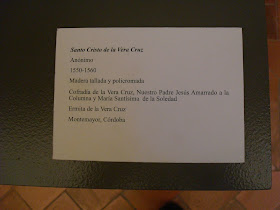 Santo Cristo de la Vera Cruz
Anónimo
1550-1560
Madera tallada y policromada
Cofradía de la Vera Cruz, Nuestro Padre Jesús Amarrado a la
Columna y María Santísima de la Soledad.
Ermita de la Vera Cruz
Montemayor, Córdoba